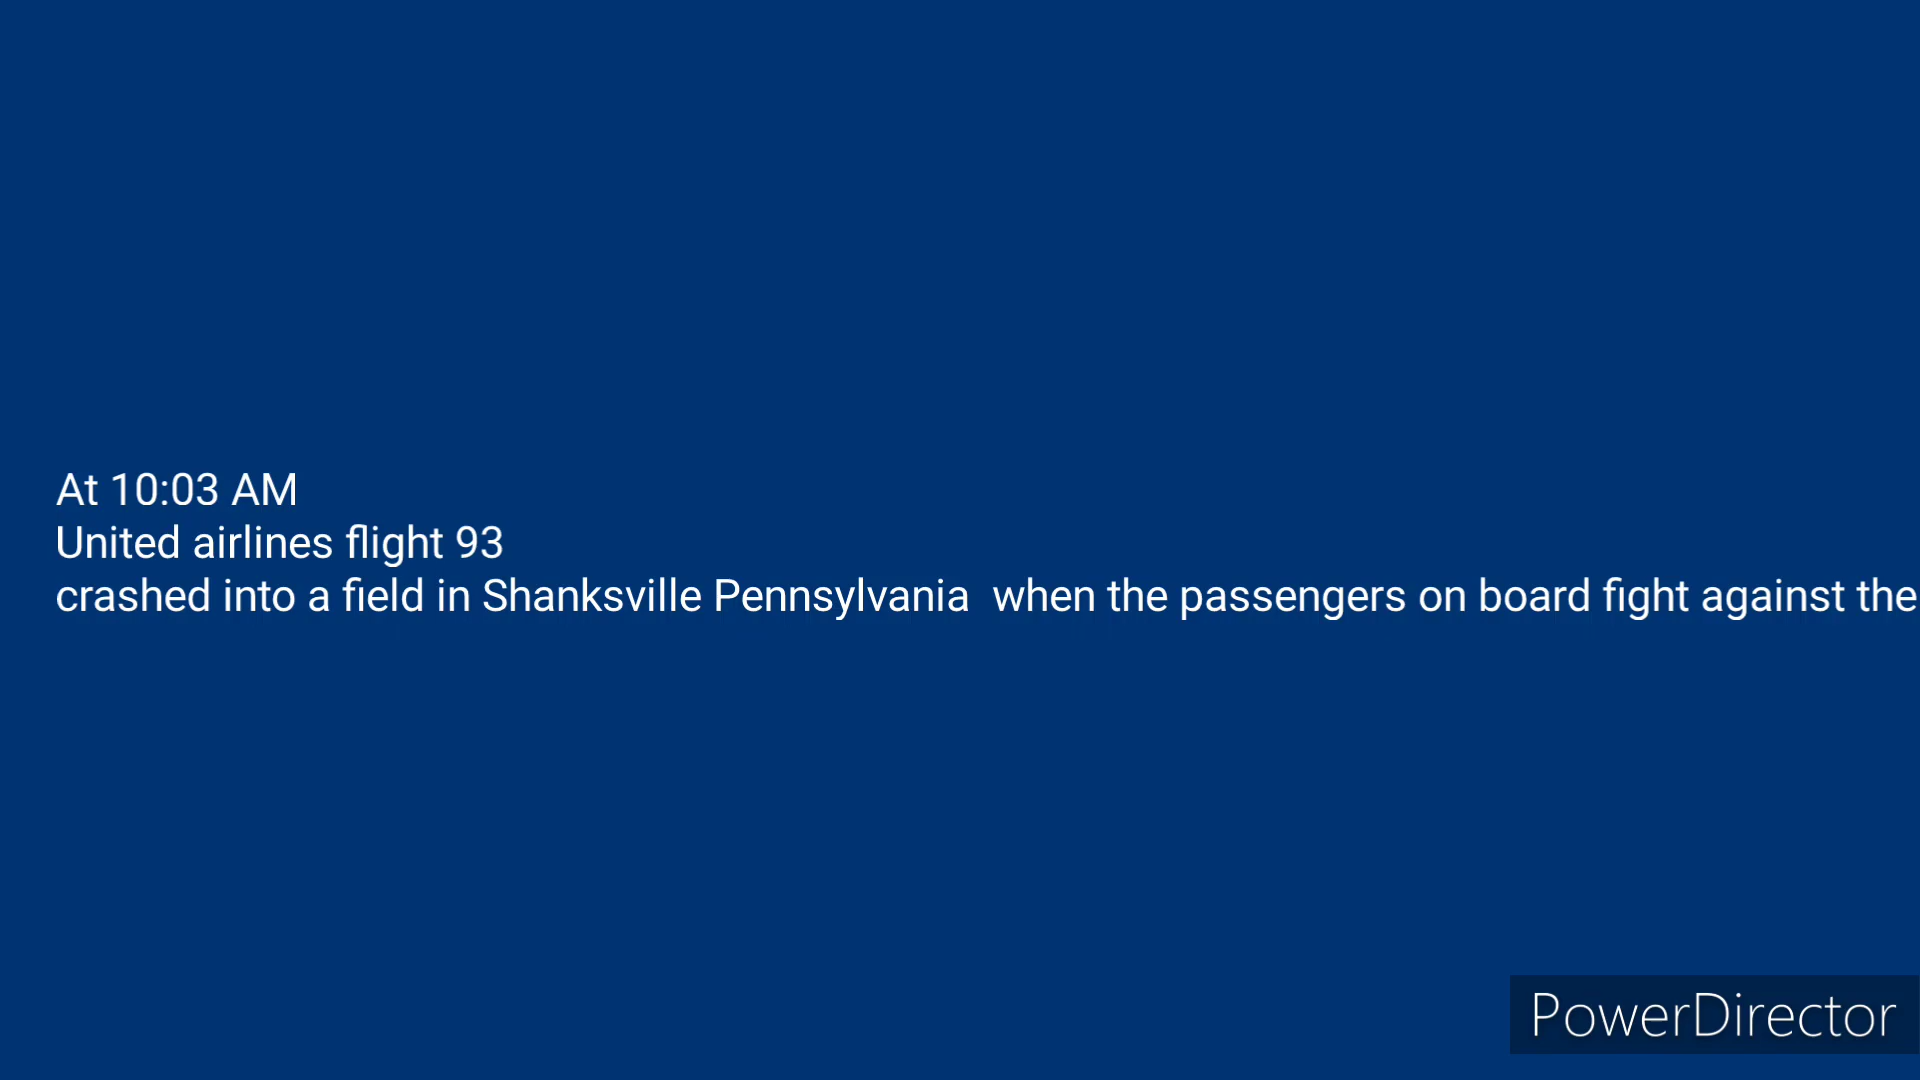 At 10:03 AM
United airlines flight 93
crashed into a field in Shanksville Pennsylvania  when the passengers on board fight against the
PowerDirector